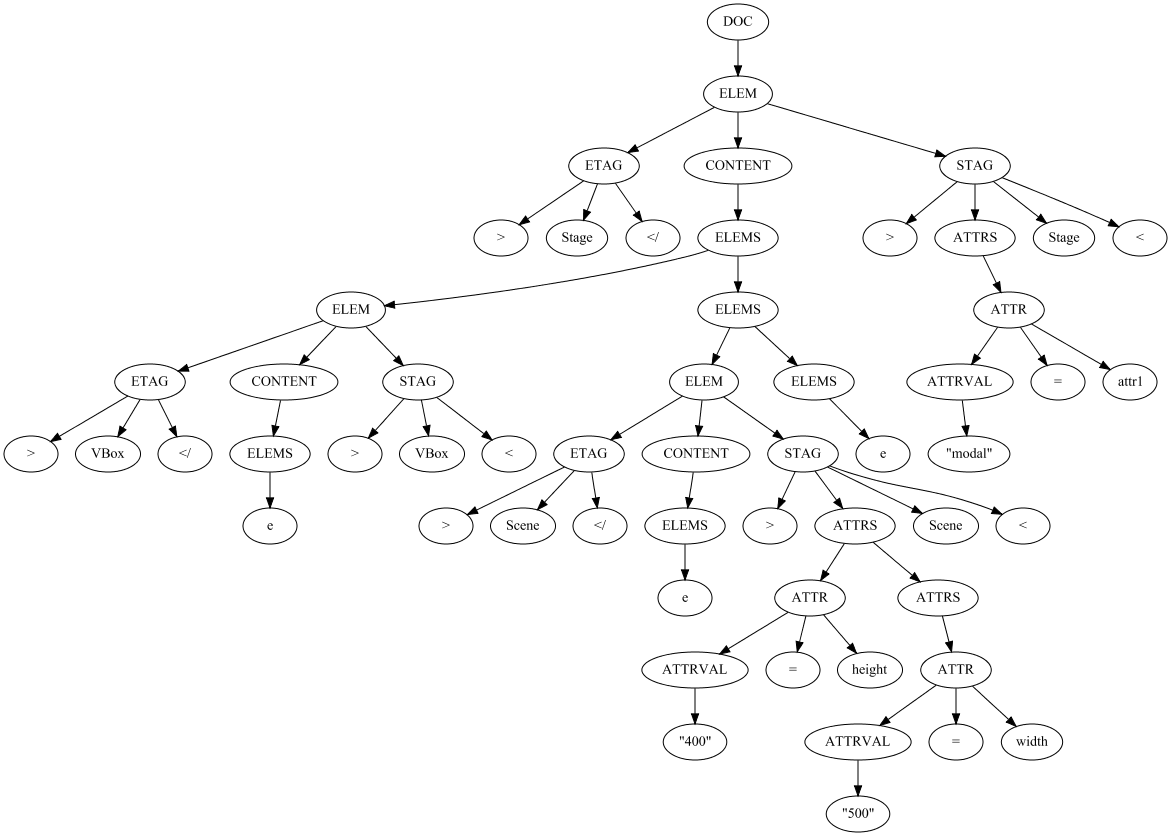 DOC
ELEM
ETAG CONTENT STAG
> Stage </ ELEMS > ATTRS Stage <
ELEM ELEMS ATTR
ETAG CONTENT STAG ELEM ELEMS ATTRVAL = attr1
> VBox </ ELEMS > VBox < ETAG CONTENT STAG e "modal"
e > Scene </ ELEMS > ATTRS Scene <
e ATTR ATTRS
ATTRVAL = height ATTR
"400" ATTRVAL = width
"500"